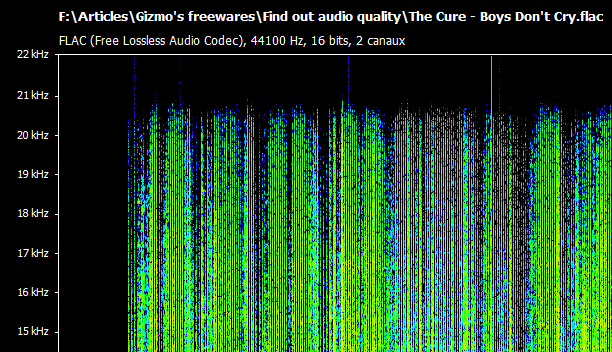 F:\Articles\Gizmo's freewares\Find out audio quality\The Cure - Boys Don't Cry.flac
FLAC (Free Lossless Audio Codec), 44100 Hz, 16 bits, 2 canaux
22 kHz
21 kHz
20 kHz
19 kHz
18 kHz
17 kHz
16 kHz
15 kHz